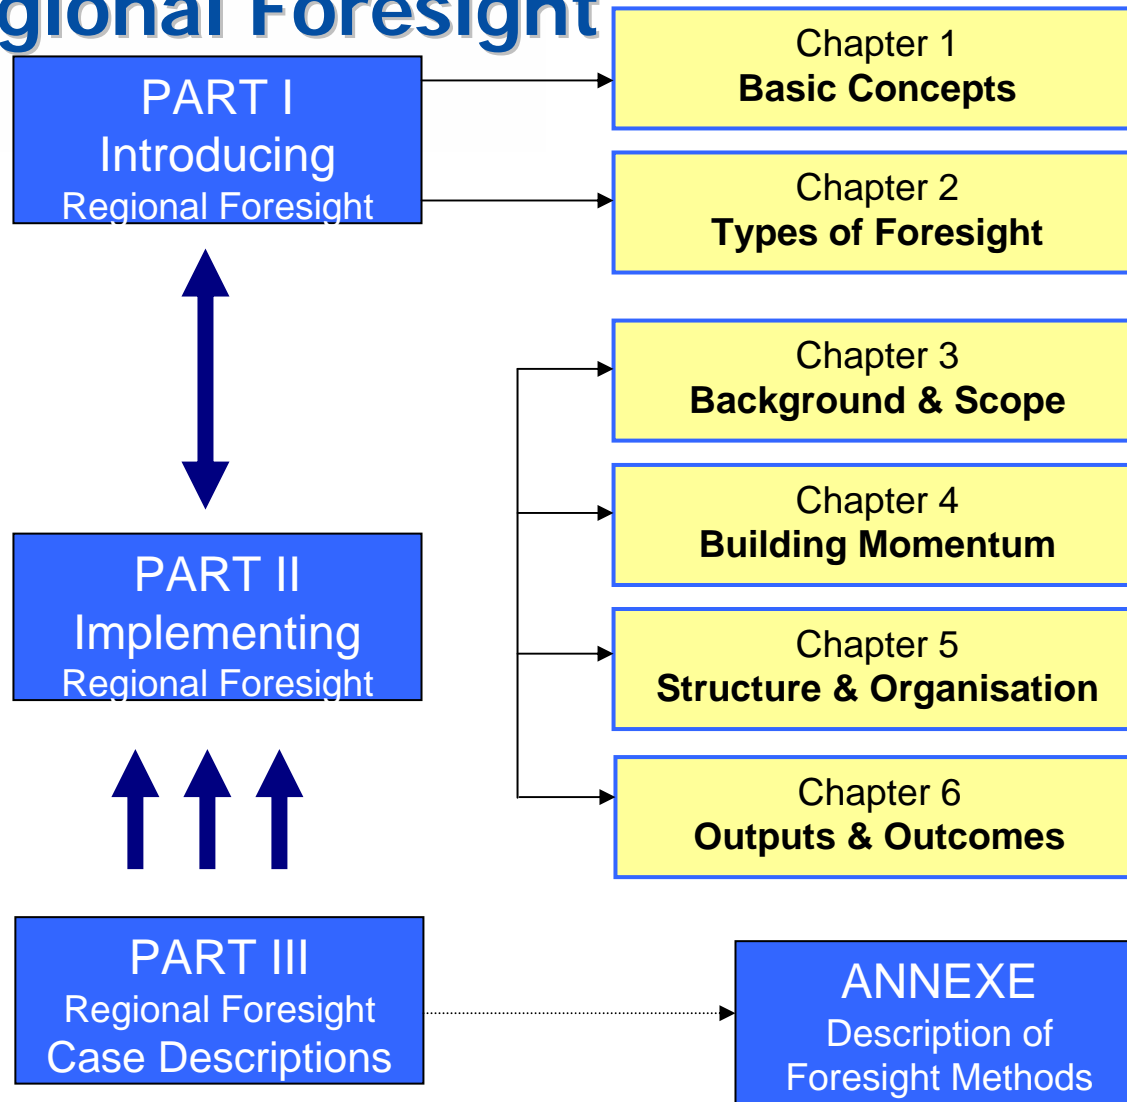 gional Foresight
PART I
Introducing
Regional Foresight
Chapter 1
Basic Concepts
Chapter 2
Types of Foresight
PART II
Implementing
Regional Foresight
Chapter 3
Background & Scope
Chapter 4
Building Momentum
Chapter 5
Structure & Organisation
Chapter 6
Outputs & Outcomes
PART III
Regional Foresight
Case Descriptions
ANNEXE
Description of
Foresight Methods